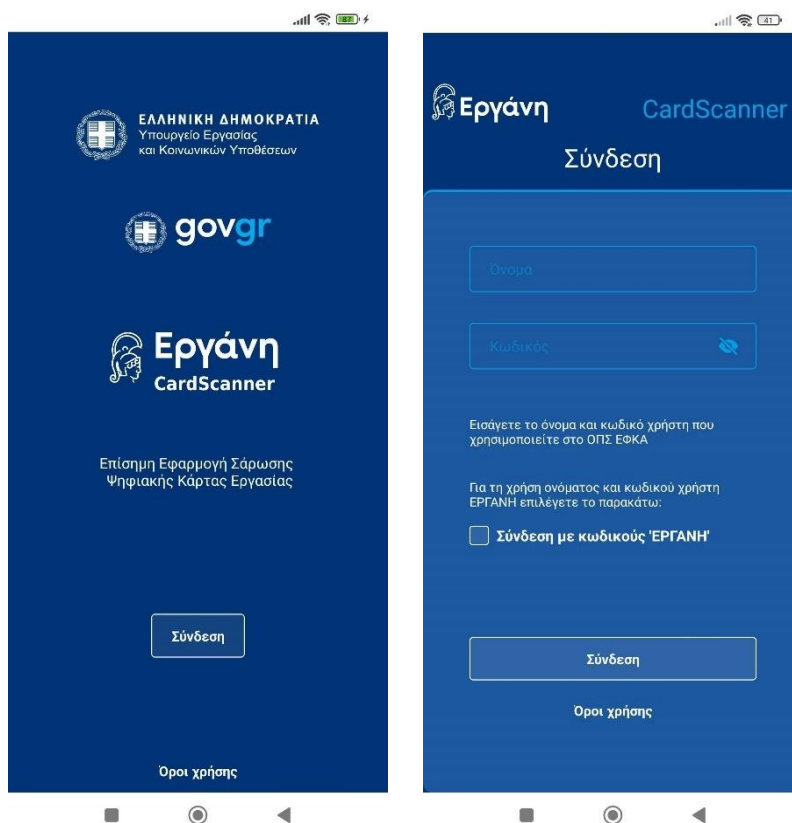 87
ΕΛΛΗΝΙΚΗ ΔΗΜΟΚΡΑΤΙΑ
Υπουργείο Εργασίας
και Κοινωνικών Υποθέσεων
govgr
Εργάνη
CardScanner
Επίσημη Εφαρμογή Σάρωσης
Ψηφιακής Κάρτας Εργασίας
Σύνδεση
Όροι χρήσης
41
Εργάνη
CardScanner
Σύνδεση
Όνομα
Κωδικός
Εισάγετε το όνομα και κωδικό χρήστη που
χρησιμοποιείτε στο ΟΠΣ ΕΦΚΑ
Για τη χρήση ονόματος και κωδικού χρήστη
ΕΡΓΑΝΗ επιλέγετε το παρακάτω:
Σύνδεση με κωδικούς 'ΕΡΓΑΝΗ'
Σύνδεση
Όροι χρήσης